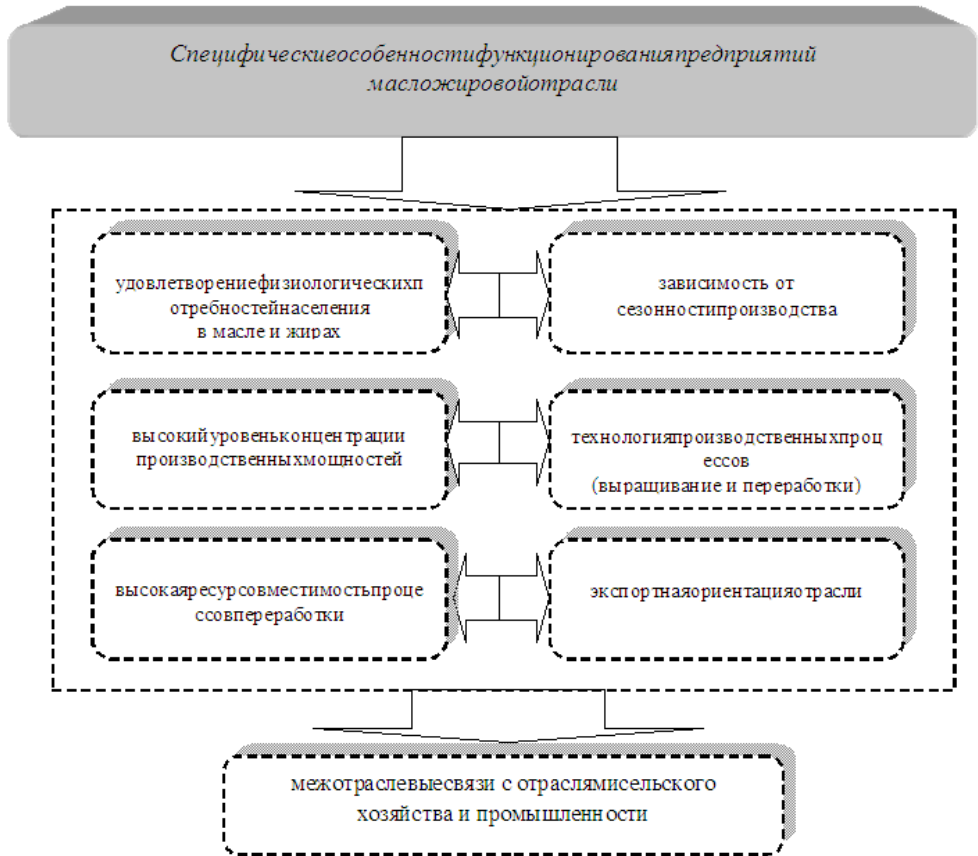 Специфическиеособенностифункционированияпредприятий
масложировойотрасли
удовлетворениефизиологическихп
отребностейнаселения
в масле и жирах
зависимость от
сезонностипроизводства
высокийуровеньконцентрации
производственныхмощностей
технологияпроизводственныхпроц
ессов
(выращивание и переработки)
высокаяресурсовместимостьпроце
ссовпереработки
экспортнаяориентацияотрасли
межотраслевыесвязи с отраслямисельского
хозяйства и промышленности